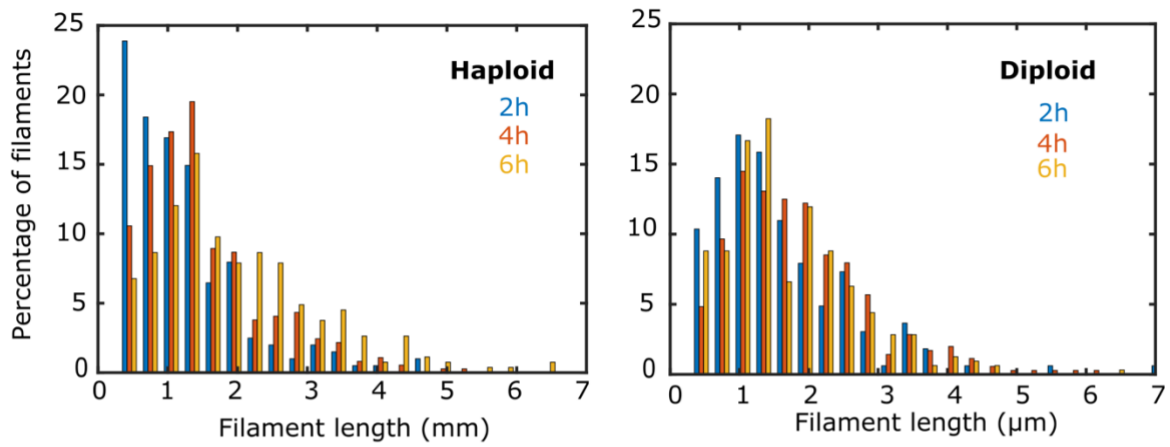 25
20
15
10
5
0
Percentage of filaments
Haploid
2h
4h
6h
0 1 2 3 4 5 6 7
Filament length (mm)
25
20
15
10
5
0
Diploid
2h
4h
6h
0 1 2 3 4 5 6 7
Filament length (µm)